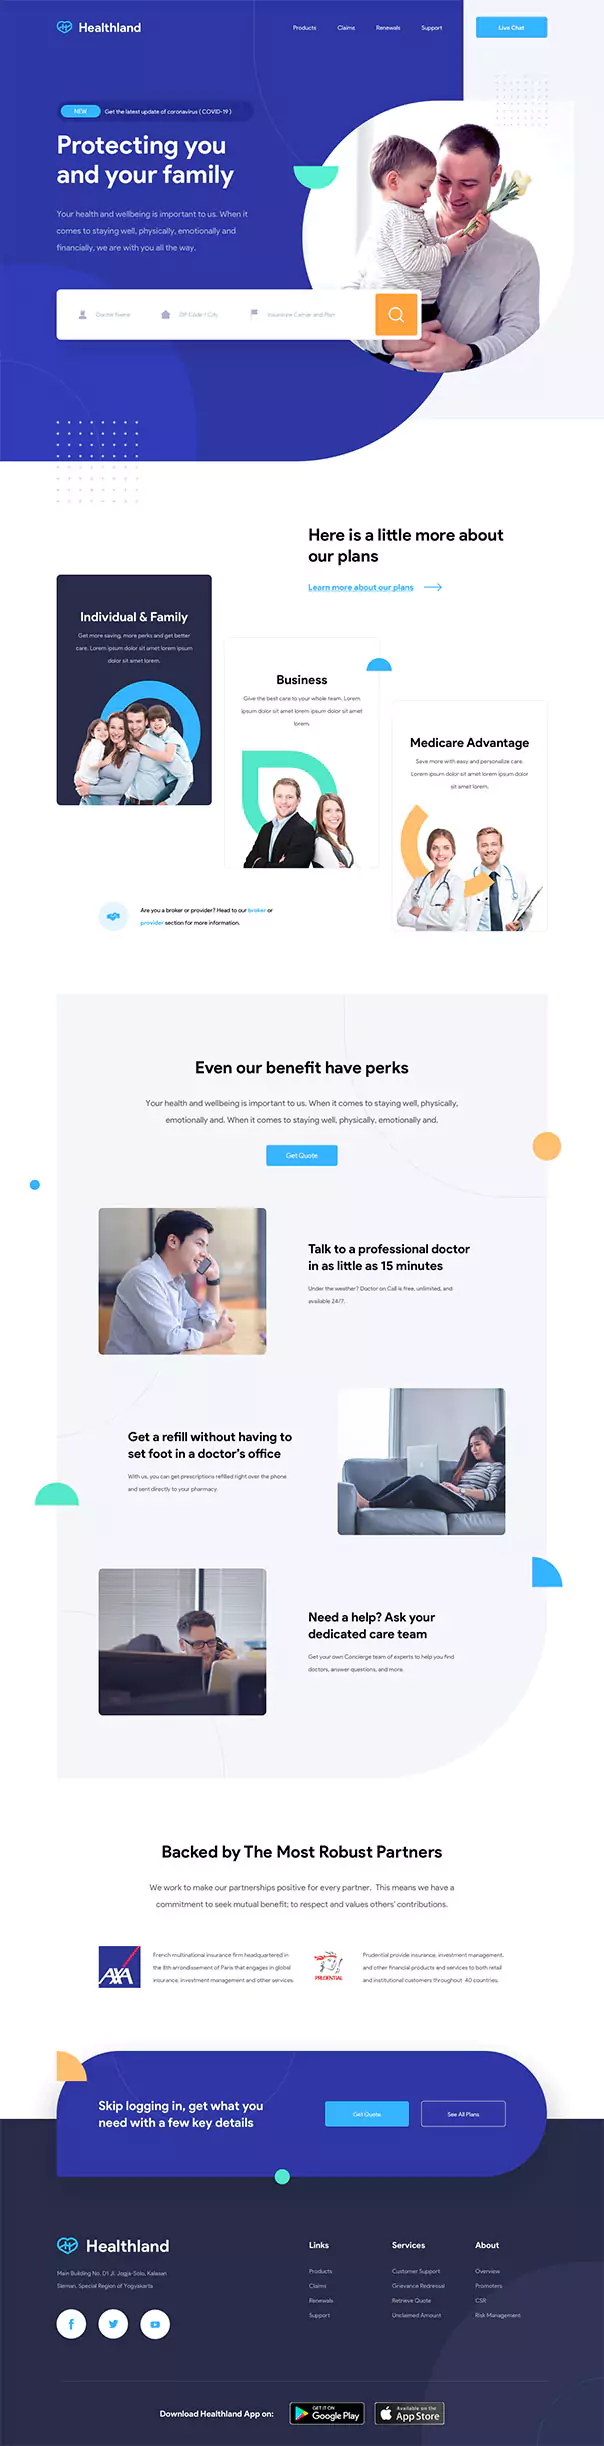 Healthland
Products
Claims
Renewals
Support
Live Chat
NEW
Get the latest update of coronavirus ( COVID-19 )
Protecting you
and your family
Your health and wellbeing is important to us. When it
comes to staying well, physically, emotionally and
financially, we are with you all the way.
ZIP Code / City
Insurance Carrier and Plan
Here is a little more about
our plans
Learn more about our plans
Individual & Family
Get more saving, more perks and get better
care. Lorem ipsum dolor sit amet lorem ipsum
dolor sit amet lorem.
Business
Give the best care to your whole team. Lorem
ipsum dolor sit amet lorem ipsum dolor sit amet
lorem.
Medicare Advantage
Save more with easy and personalize care.
Lorem ipsum dolor sit amet lorem ipsum dolor
sit amet lorem.
Are you a broker or provider? Head to our broker or
provider section for more information.
Even our benefit have perks
Your health and wellbeing is important to us. When it comes to staying well, physically,
emotionally and. When it comes to staying well, physically, emotionally and.
Get Quote
Talk to a professional doctor
in as little as 15 minutes
Under the weather? Doctor on Call is free, unlimited, and
available 24/7.
Get a refill without having to
set foot in a doctor's office
With us, you can get prescriptions refilled right over the phone
and sent directly to your pharmacy.
Need a help? Ask your
dedicated care team
Get your own Concierge team of experts to help you find
doctors, answer questions, and more.
Backed by The Most Robust Partners
We work to make our partnerships positive for every partner. This means we have a
commitment to seek mutual benefit; to respect and values others' contributions.
AXA
French multinational insurance firm headquartered in
the 8th arrondissement of Paris that engages in global
insurance, investment management and other services.
PRUDENTIAL
Prudential provide insurance, investment management,
and other financial products and services to both retail
and institutional customers throughout 40 countries.
Skip logging in, get what you
need with a few key details
Get Quote
See All Plans
Healthland
Main Building No. D1 Jl. Jogja-Solo, Kalasan
Sleman, Special Region of Yogyakarta
Links
Products
Claims
Renewals
Support
Services
Customer Support
Grievance Redressal
Retrieve Quote
Unclaimed Amount
About
Overview
Promoters
CSR
Risk Management
Download Healthland App on:
GET IT ON
Google Play
Available on the
App Store